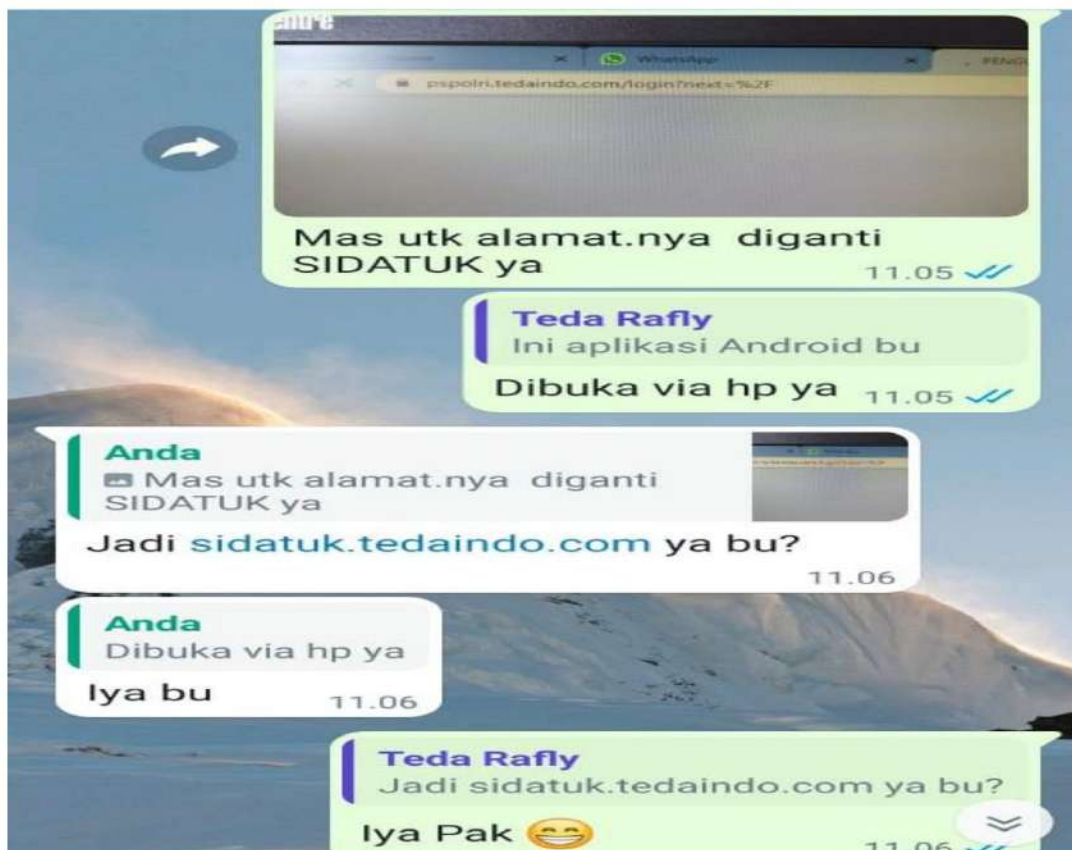 WhatsApp
pspolri.tedaindo.com/login?next=%2F
Mas utk alamat.nya diganti
SIDATUK ya
11.05
Teda Rafly
Ini aplikasi Android bu
Dibuka via hp ya 11.05
Anda
Mas utk alamat.nya diganti
SIDATUK ya
Jadi sidatuk.tedaindo.com ya bu?
11.06
Anda
Dibuka via hp ya
Iya bu 11.06
Teda Rafly
Jadi sidatuk.tedaindo.com ya bu?
Iya Pak 😁
11.06